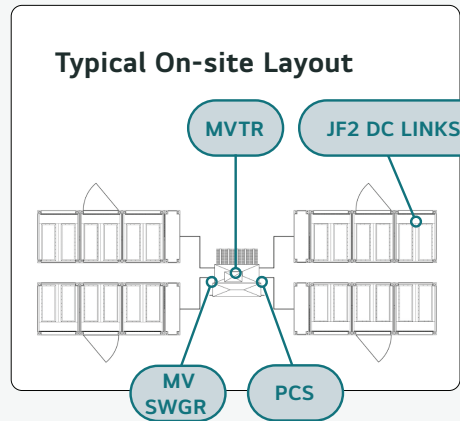 Typical On-site Layout
MVTR
JF2 DC LINKS
MV
SWGR
PCS